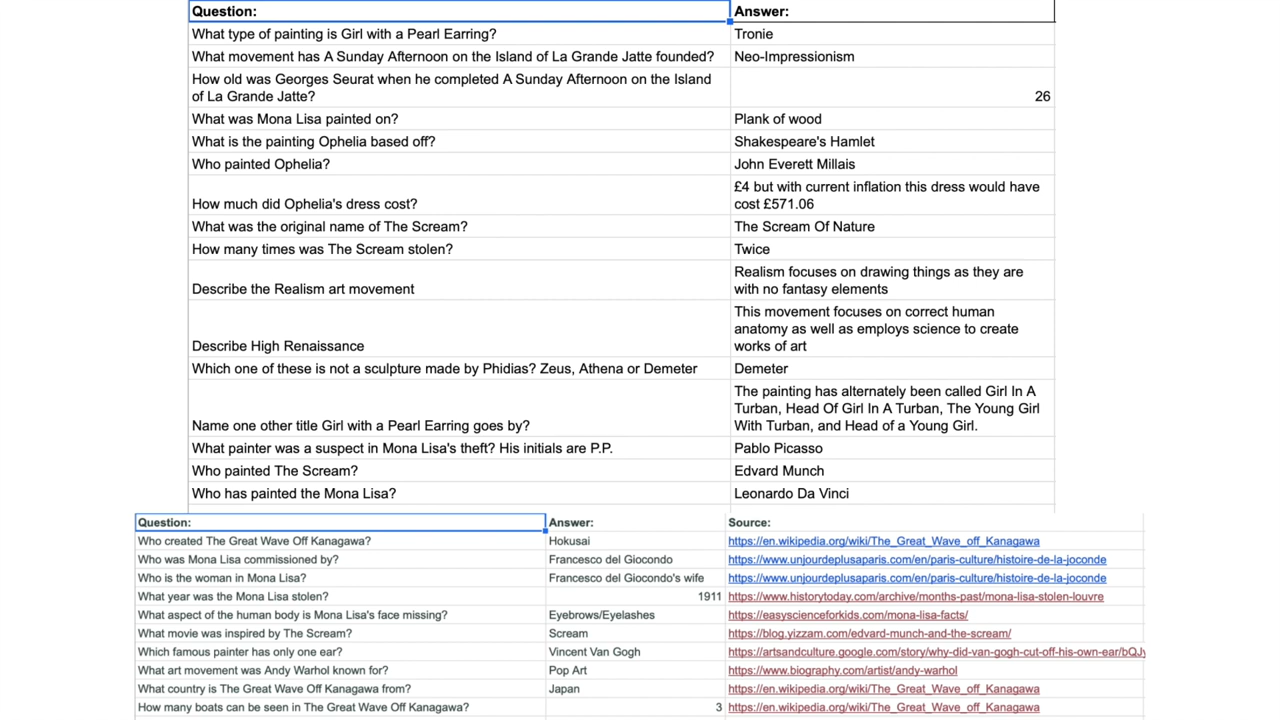 Question: Answer:
What type of painting is Girl with a Pearl Earring? Tronie
What movement has A Sunday Afternoon on the Island of La Grande Jatte founded? Neo-Impressionism
How old was Georges Seurat when he completed A Sunday Afternoon on the Island
of La Grande Jatte? 26
What was Mona Lisa painted on? Plank of wood
What is the painting Ophelia based off? Shakespeare's Hamlet
Who painted Ophelia? John Everett Millais
£4 but with current inflation this dress would have
How much did Ophelia's dress cost? cost £571.06
What was the original name of The Scream? The Scream Of Nature
How many times was The Scream stolen? Twice
Realism focuses on drawing things as they are
Describe the Realism art movement with no fantasy elements
This movement focuses on correct human
anatomy as well as employs science to create
Describe High Renaissance works of art
Which one of these is not a sculpture made by Phidias? Zeus, Athena or Demeter Demeter
The painting has alternately been called Girl In A
Turban, Head Of Girl In A Turban, The Young Girl
Name one other title Girl with a Pearl Earring goes by? With Turban, and Head of a Young Girl.
What painter was a suspect in Mona Lisa's theft? His initials are P.P. Pablo Picasso
Who painted The Scream? Edvard Munch
Who has painted the Mona Lisa? Leonardo Da Vinci
Question: Answer: Source:
Who created The Great Wave Off Kanagawa? Hokusai https://en.wikipedia.org/wiki/The_Great_Wave_off_Kanagawa
Who was Mona Lisa commissioned by? Francesco del Giocondo https://www.unjourdeplusaparis.com/en/paris-culture/histoire-de-la-joconde
Who is the woman in Mona Lisa? Francesco del Giocondo's wife https://www.unjourdeplusaparis.com/en/paris-culture/histoire-de-la-joconde
What year was the Mona Lisa stolen? 1911 https://www.historytoday.com/archive/months-past/mona-lisa-stolen-louvre
What aspect of the human body is Mona Lisa's face missing? Eyebrows/Eyelashes https://easyscienceforkids.com/mona-lisa-facts/
What movie was inspired by The Scream? Scream https://blog.yizzam.com/edvard-munch-and-the-scream/
Which famous painter has only one ear? Vincent Van Gogh https://artsandculture.google.com/story/why-did-van-gogh-cut-off-his-own-ear/bQJy
What art movement was Andy Warhol known for? Pop Art https://www.biography.com/artist/andy-warhol
What country is The Great Wave Off Kanagawa from? Japan https://en.wikipedia.org/wiki/The_Great_Wave_off_Kanagawa
How many boats can be seen in The Great Wave Off Kanagawa? 3 https://en.wikipedia.org/wiki/The_Great_Wave_off_Kanagawa